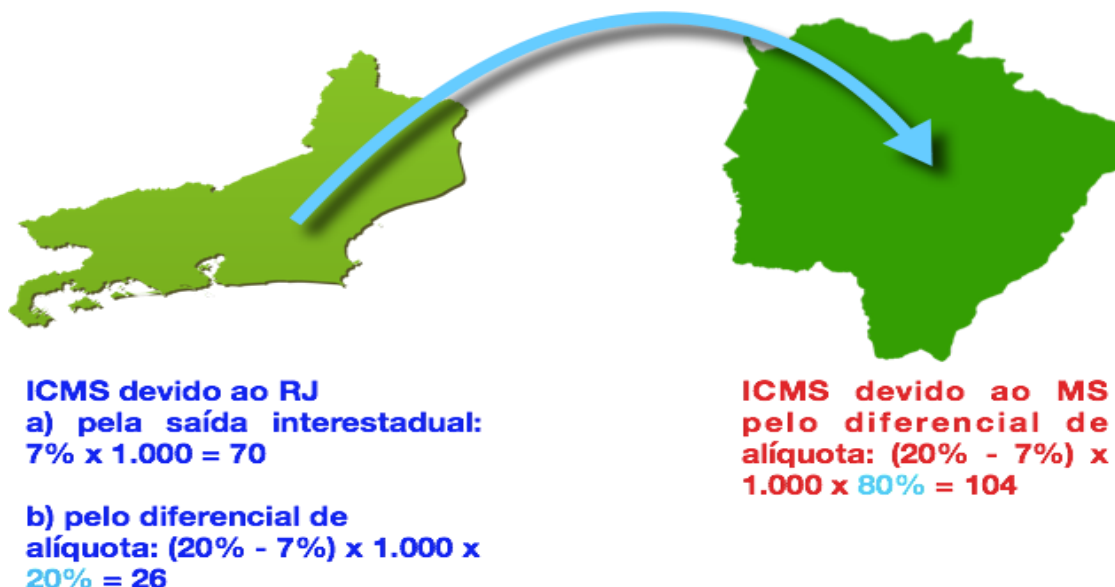 ICMS devido ao RJ
a) pela saída interestadual:
7% x 1.000 = 70
b) pelo diferencial de
alíquota: (20% - 7%) x 1.000 x
20% = 26
ICMS devido ao MS
pelo diferencial de
alíquota: (20% - 7%) x
1.000 x 80% = 104